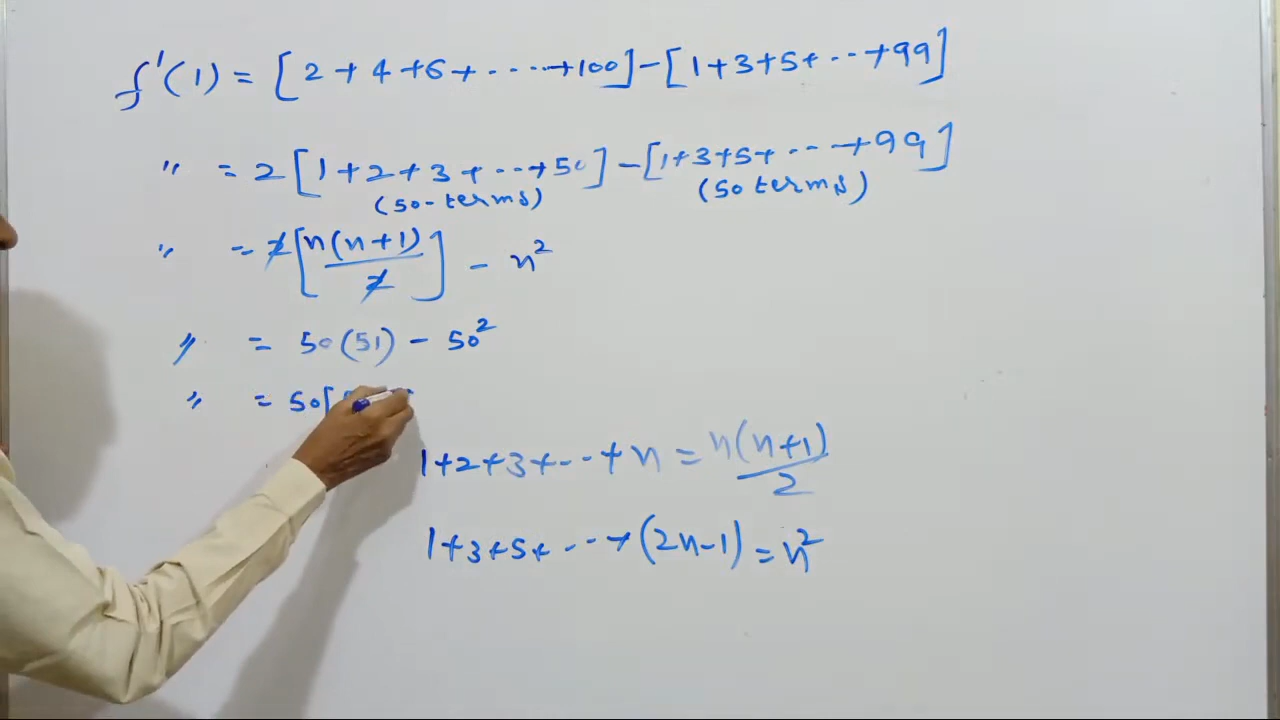 f'(1) = [2+4+6+.....+100]-[1+3+5+...+99]
" = 2[1+2+3+...+50]-[1+3+5+...+99]
(50-terms) (50 terms)
" = 2[n(n+1)/2] - n²
" = 50(51) - 50²
" = 50[
1+2+3+...+n = n(n+1)/2
1+3+5+...+(2n-1) = n²